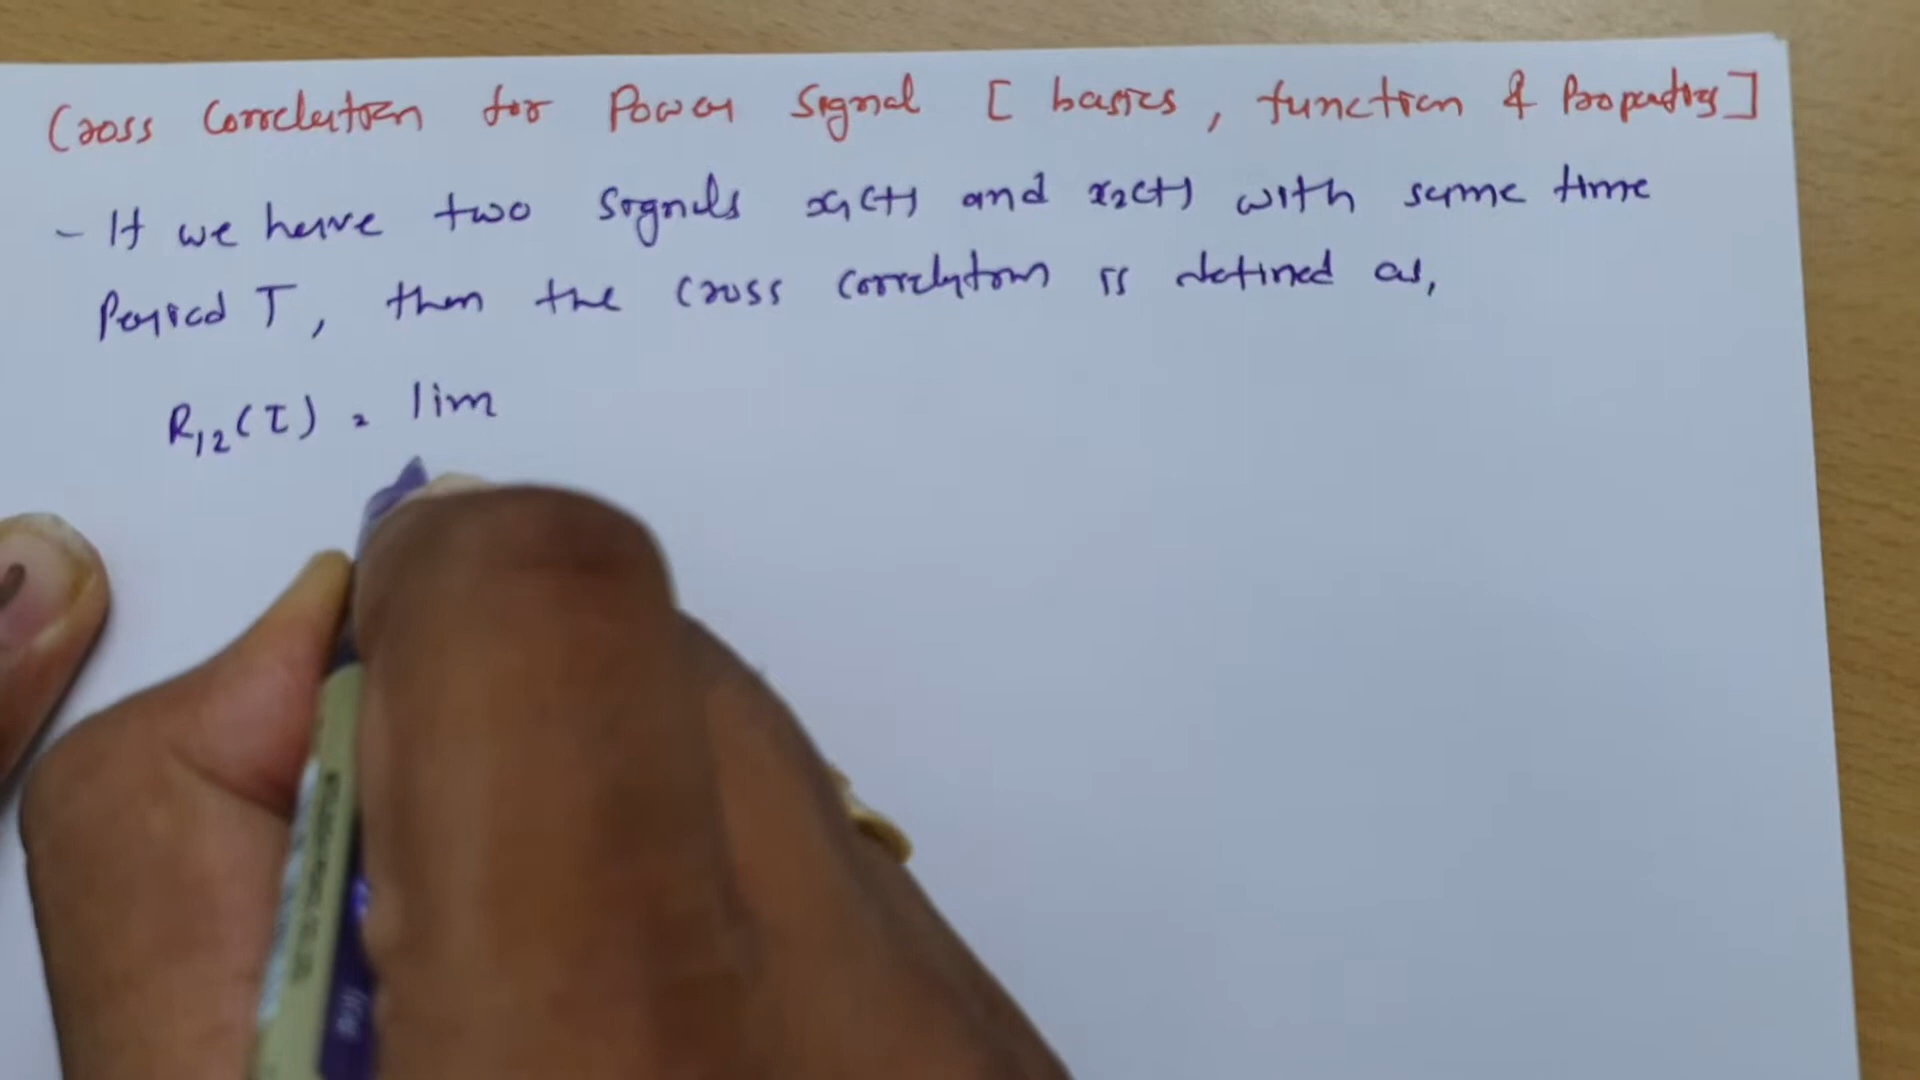 Cross Correlation for Power Signal [ basics , function & Properties ]
- If we have two signals x1(t) and x2(t) with same time
Period T , then the cross correlation is defined as,
R12(τ) = lim